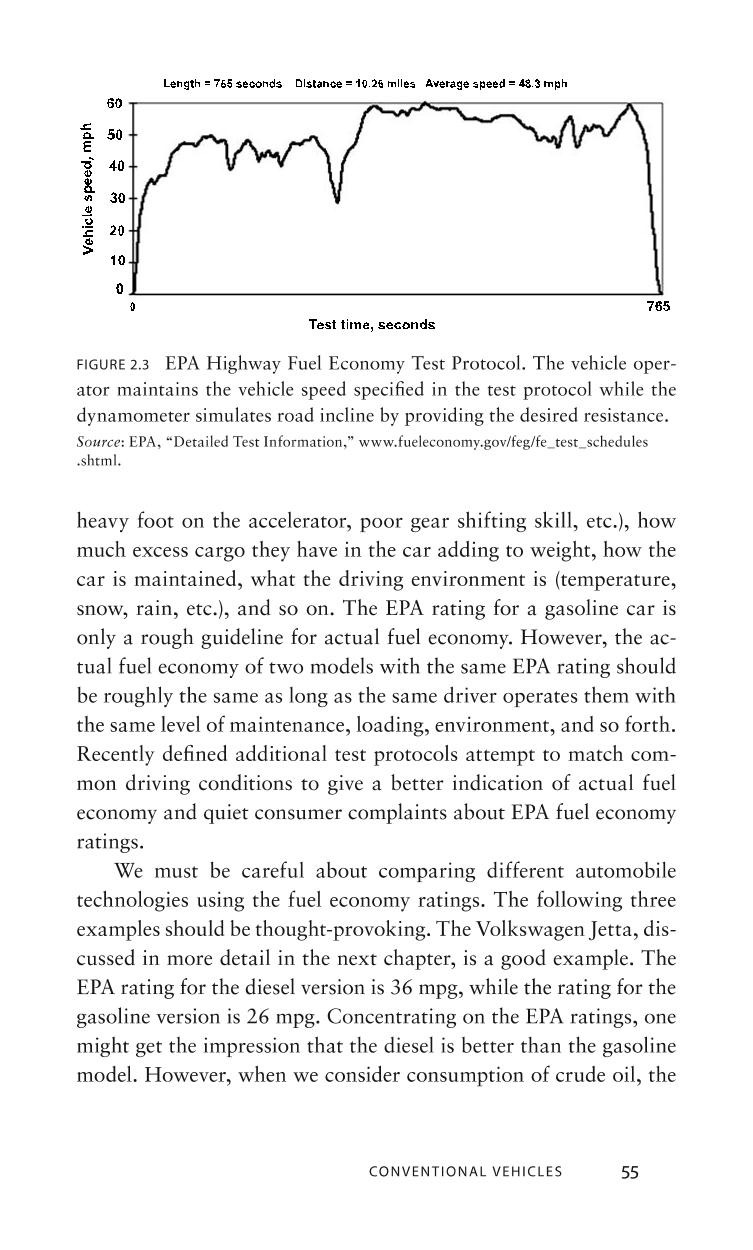 Length = 765 seconds Distance = 10.26 miles Average speed = 48.3 mph
60
50
40
30
20
10
0
Vehicle speed, mph
0
765
Test time, seconds
FIGURE 2.3 EPA Highway Fuel Economy Test Protocol. The vehicle oper-
ator maintains the vehicle speed specified in the test protocol while the
dynamometer simulates road incline by providing the desired resistance.
Source: EPA, “Detailed Test Information,” www.fueleconomy.gov/feg/fe_test_schedules
.shtml.
heavy foot on the accelerator, poor gear shifting skill, etc.), how
much excess cargo they have in the car adding to weight, how the
car is maintained, what the driving environment is (temperature,
snow, rain, etc.), and so on. The EPA rating for a gasoline car is
only a rough guideline for actual fuel economy. However, the ac-
tual fuel economy of two models with the same EPA rating should
be roughly the same as long as the same driver operates them with
the same level of maintenance, loading, environment, and so forth.
Recently defined additional test protocols attempt to match com-
mon driving conditions to give a better indication of actual fuel
economy and quiet consumer complaints about EPA fuel economy
ratings.
We must be careful about comparing different automobile
technologies using the fuel economy ratings. The following three
examples should be thought-provoking. The Volkswagen Jetta, dis-
cussed in more detail in the next chapter, is a good example. The
EPA rating for the diesel version is 36 mpg, while the rating for the
gasoline version is 26 mpg. Concentrating on the EPA ratings, one
might get the impression that the diesel is better than the gasoline
model. However, when we consider consumption of crude oil, the
CONVENTIONAL VEHICLES 55